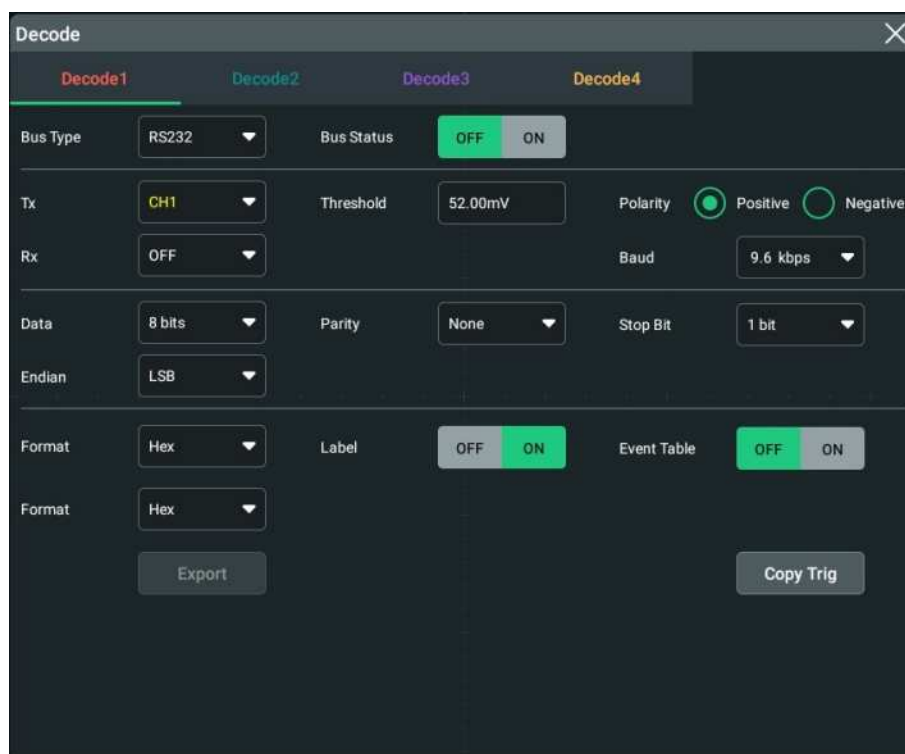 Decode
Decode1 Decode2 Decode3 Decode4
Bus Type RS232 Bus Status OFF ON
Tx CH1 Threshold 52.00mV Polarity Positive Negative
Rx OFF Baud 9.6 kbps
Data 8 bits Parity None Stop Bit 1 bit
Endian LSB
Format Hex Label OFF ON Event Table OFF ON
Format Hex
Export Copy Trig